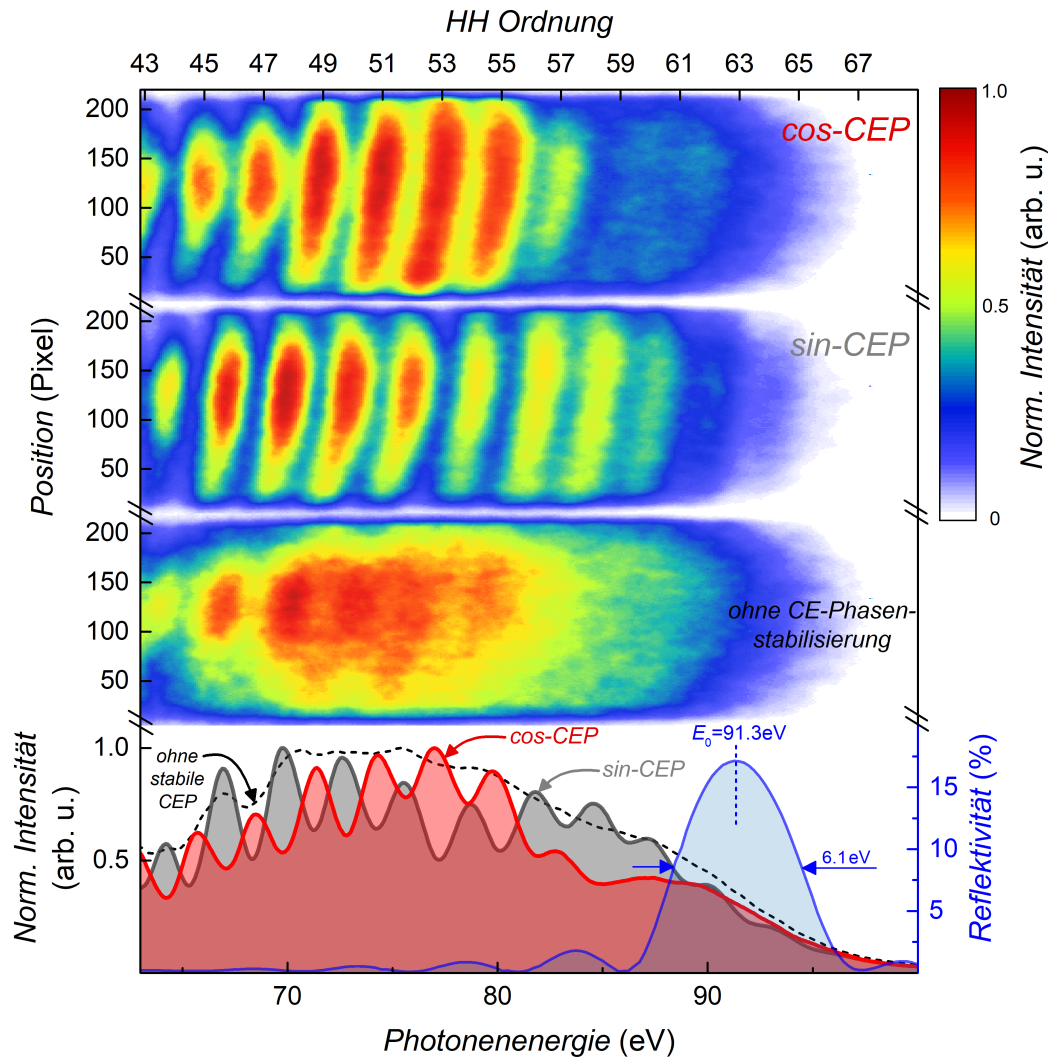 HH Ordnung
43 45 47 49 51 53 55 57 59 61 63 65 67
200
150
100
50
cos-CEP
1.0
0.5
0
Norm. Intensität (arb. u.)
Position (Pixel)
200
150
100
50
sin-CEP
200
150
100
50
ohne CE-Phasen-
stabilisierung
Norm. Intensität
(arb. u.)
1.0
0.5
ohne
stabile
CEP
cos-CEP
sin-CEP
E0=91.3eV
6.1eV
15
10
5
Reflektivität (%)
70 80 90
Photonenenergie (eV)